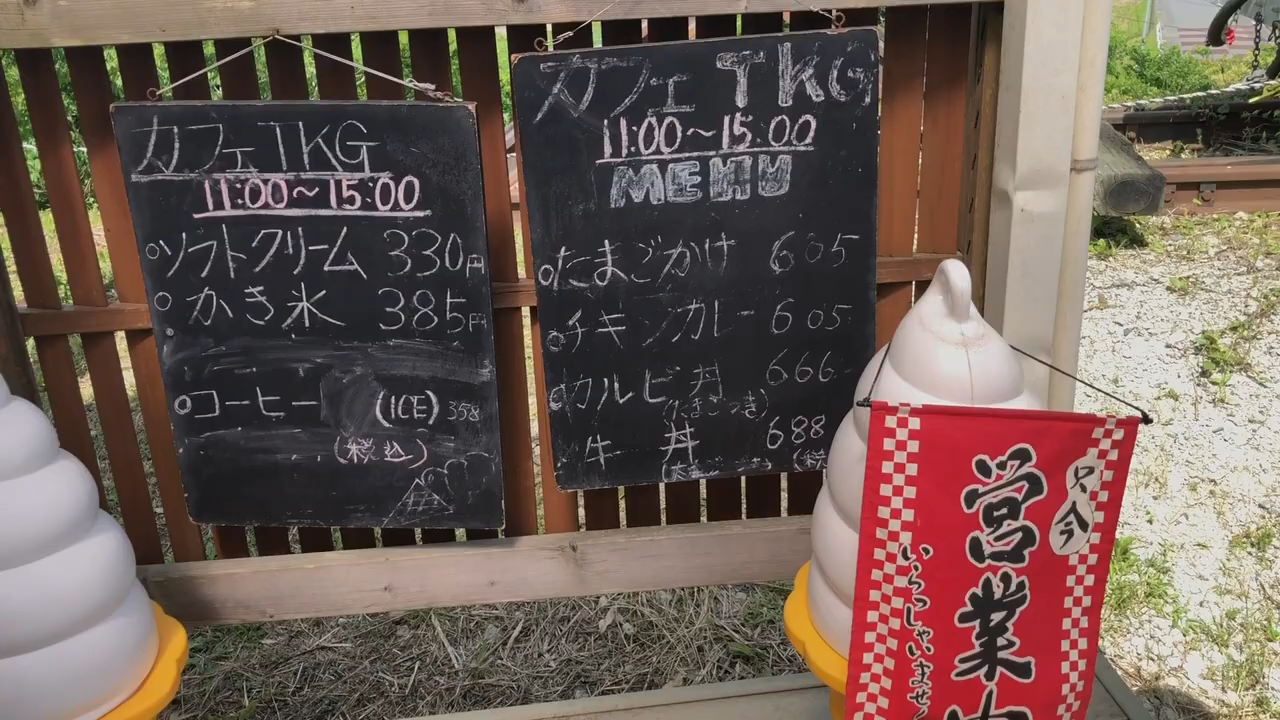 カフェTKG
11:00～15:00
○ソフトクリーム 330円
○かき氷 385円
○コーヒー (ICE) 358
(税込)
カフェ TKG
11:00～15:00
MENU
○たまごかけ 605
○チキンカレー 605
○カルビ丼 666
(たまごつき)
牛丼 688
只今
営業
いらっしゃいませ